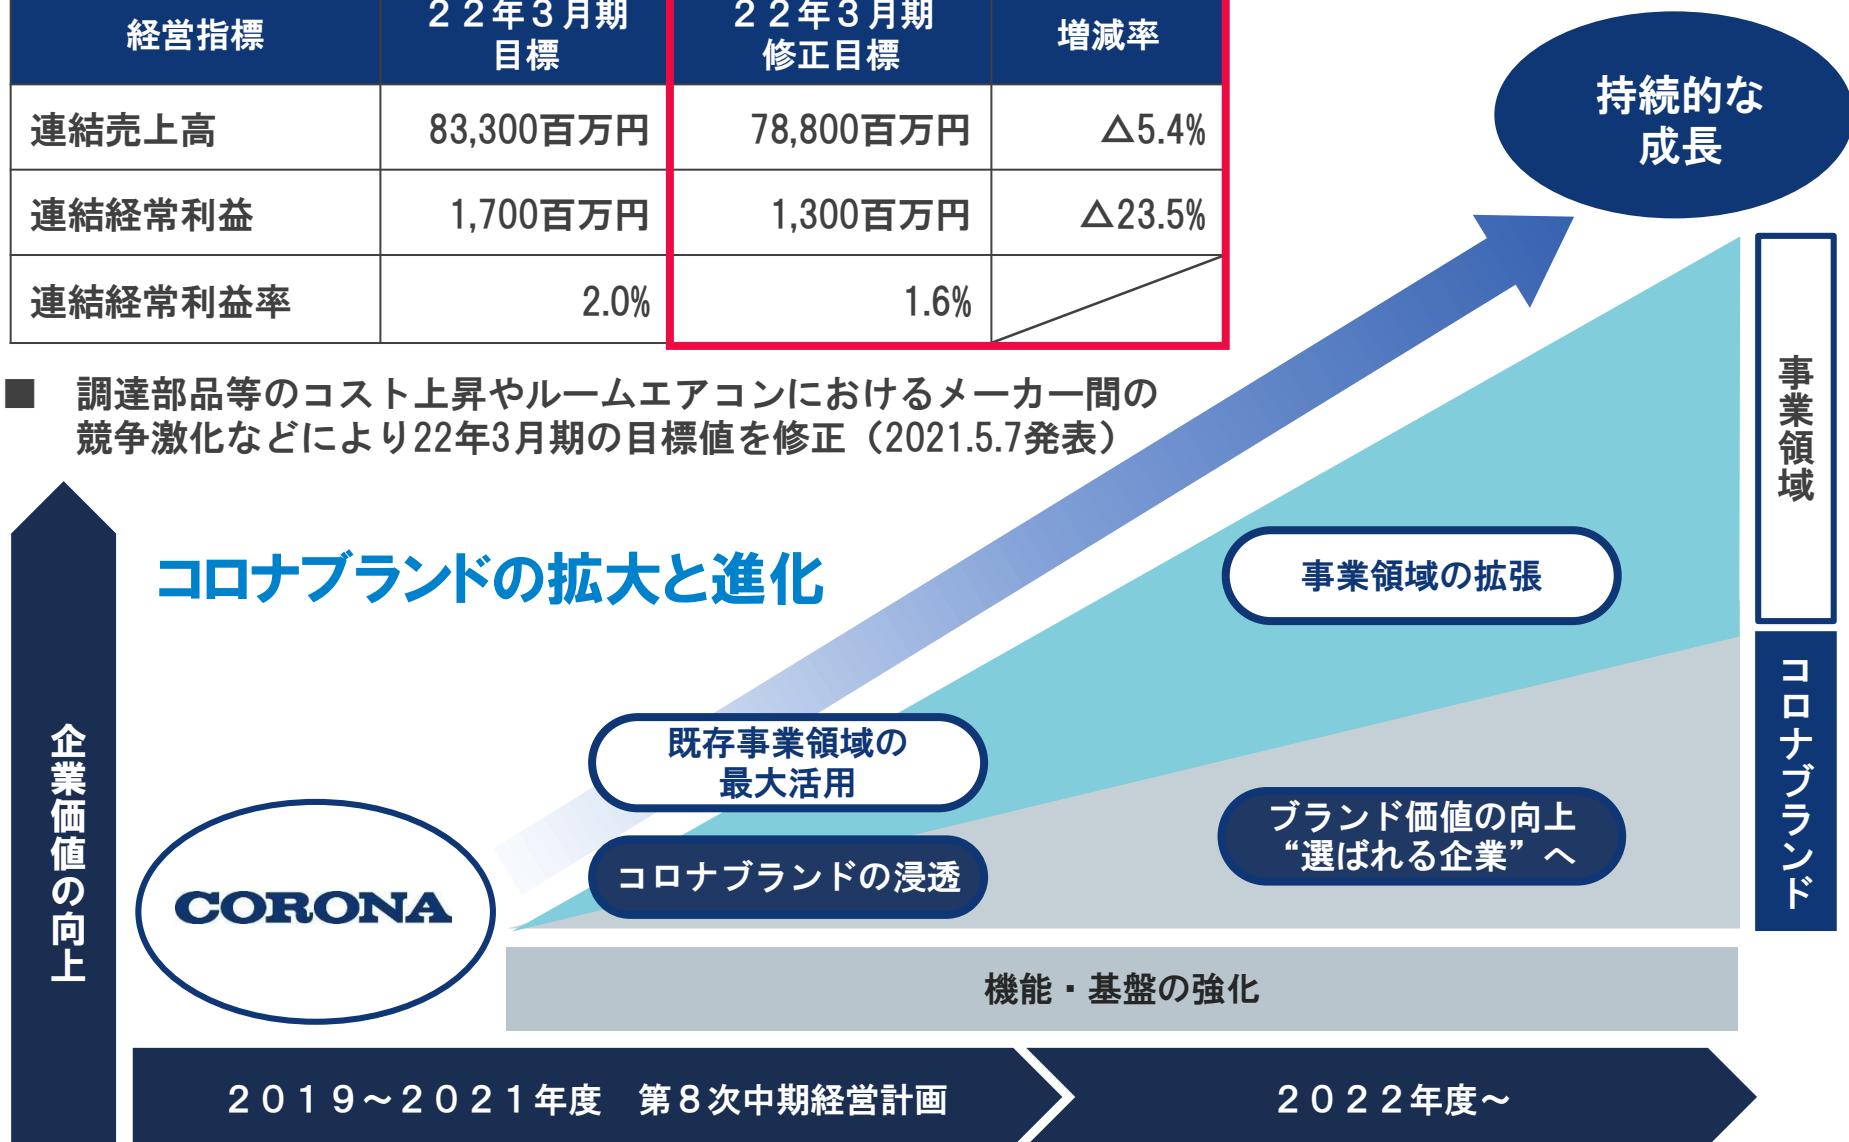 経営指標
２２年３月期
目標
２２年３月期
修正目標
増減率
連結売上高
83,300百万円
78,800百万円
△5.4%
連結経常利益
1,700百万円
1,300百万円
△23.5%
連結経常利益率
2.0%
1.6%
■ 調達部品等のコスト上昇やルームエアコンにおけるメーカー間の
競争激化などにより22年3月期の目標値を修正（2021.5.7発表）
持続的な
成長
コロナブランドの拡大と進化
事業領域の拡張
既存事業領域の
最大活用
コロナブランドの浸透
ブランド価値の向上
“選ばれる企業”へ
事業領域
コロナブランド
企業価値の向上
CORONA
機能・基盤の強化
２０１９～２０２１年度　第８次中期経営計画
２０２２年度～